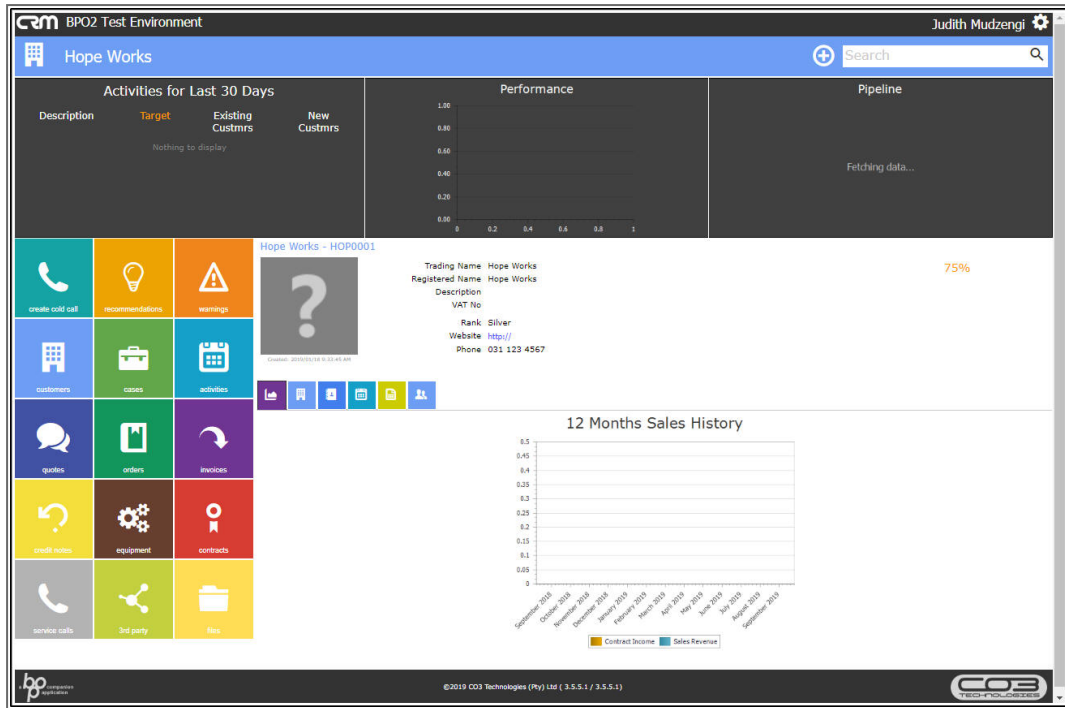 CRM BPO2 Test Environment
Judith Mudzengi
Hope Works
Search
Activities for Last 30 Days
Description Target Existing Custmrs New Custmrs
Nothing to display
Performance
1.00
0.80
0.60
0.40
0.20
0.00
0 0.2 0.4 0.6 0.8 1
Pipeline
Fetching data...
create cold call
recommendations
warnings
customers
cases
activities
quotes
orders
invoices
credit notes
equipment
contracts
service calls
3rd party
files
Hope Works - HOP0001
Trading Name Hope Works
Registered Name Hope Works
Description
VAT No
Rank Silver
Website http://
Phone 031 123 4567
75%
12 Months Sales History
0.5
0.45
0.4
0.35
0.3
0.25
0.2
0.15
0.1
0.05
0
September 2018
October 2018
November 2018
December 2018
January 2019
February 2019
March 2019
April 2019
May 2019
June 2019
July 2019
August 2019
September 2019
Contract Income Sales Revenue
a bpo companion application
©2019 CO3 Technologies (Pty) Ltd ( 3.5.5.1 / 3.5.5.1)
CO3
TECHNOLOGIES